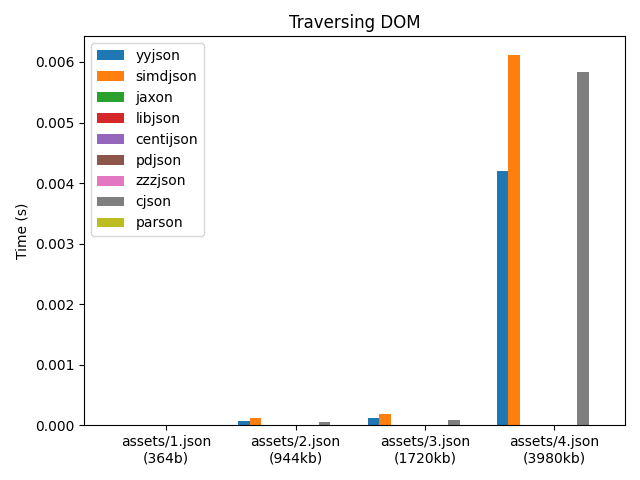 Traversing DOM
yyjson
simdjson
jaxon
libjson
centijson
pdjson
zzzjson
cjson
parson
Time (s)
0.006
0.005
0.004
0.003
0.002
0.001
0.000
assets/1.json
(364b)
assets/2.json
(944kb)
assets/3.json
(1720kb)
assets/4.json
(3980kb)